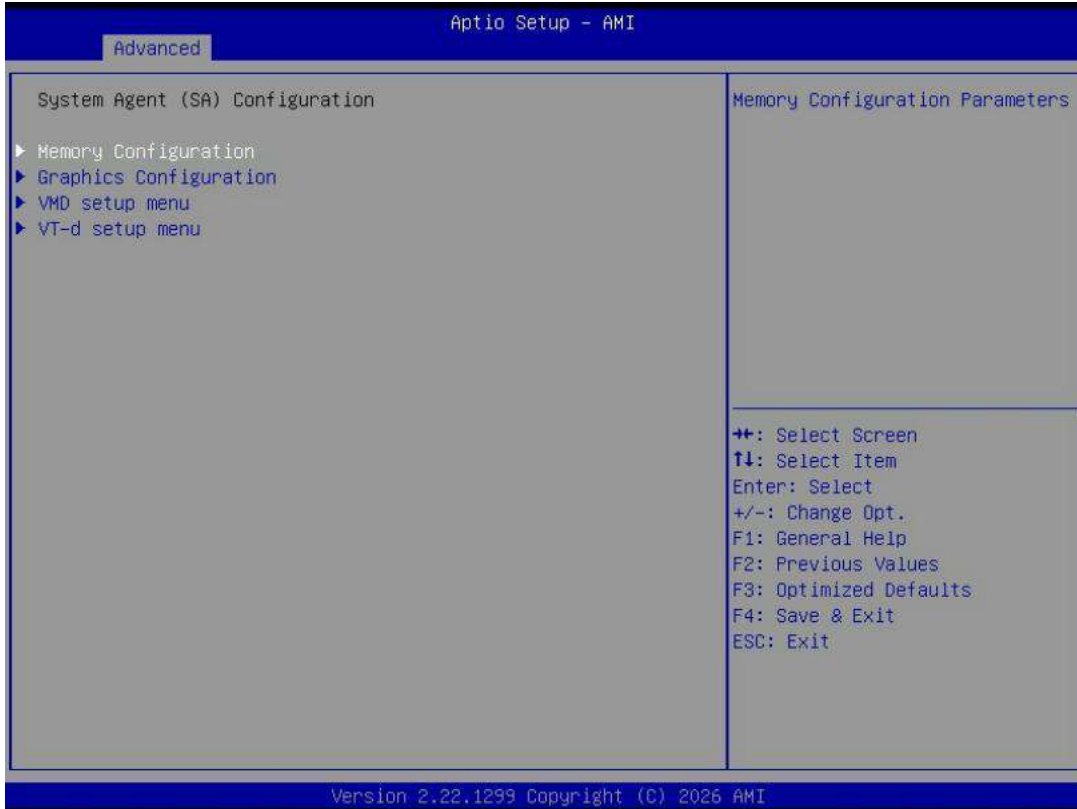 Aptio Setup - AMI
Advanced
System Agent (SA) Configuration
Memory Configuration
Graphics Configuration
VMD setup menu
VT-d setup menu
Memory Configuration Parameters
→←: Select Screen
↑↓: Select Item
Enter: Select
+/-: Change Opt.
F1: General Help
F2: Previous Values
F3: Optimized Defaults
F4: Save & Exit
ESC: Exit
Version 2.22.1299 Copyright (C) 2026 AMI